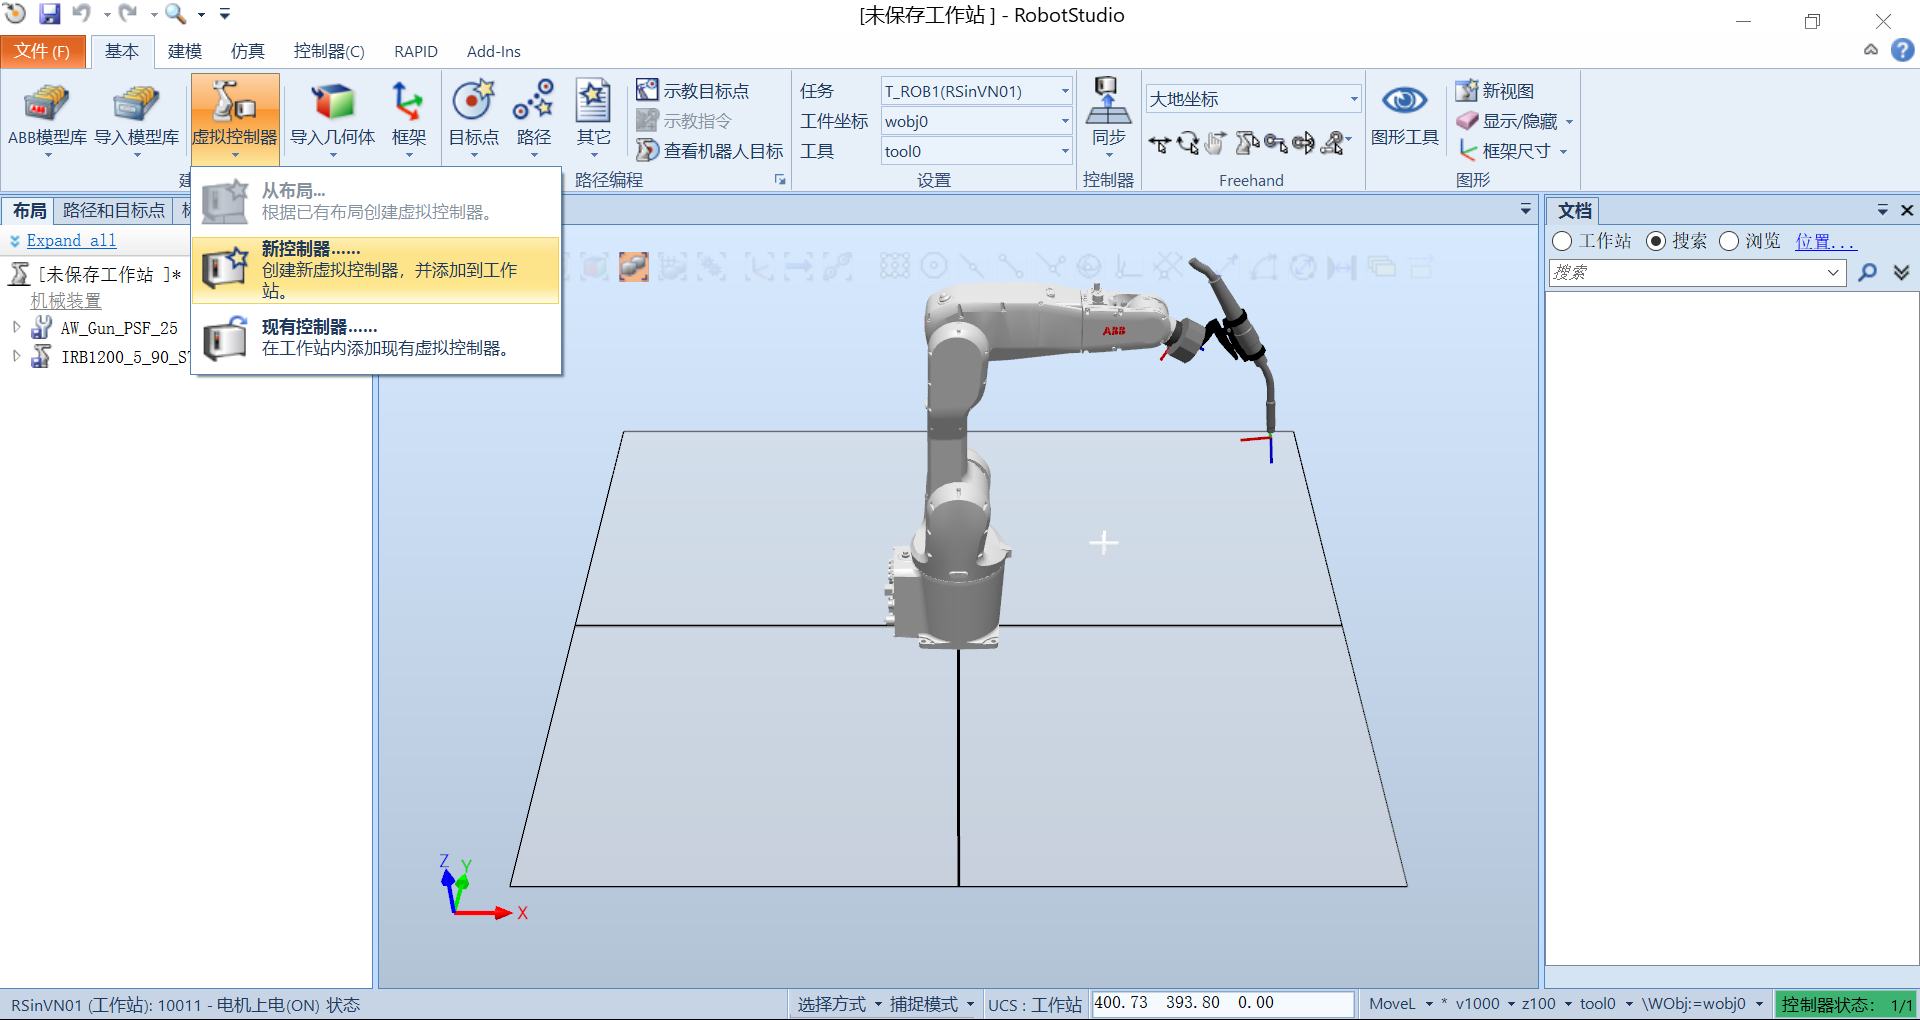 [未保存工作站 ] - RobotStudio
文件 (F) 基本 建模 仿真 控制器(C) RAPID Add-Ins
ABB模型库 导入模型库 虚拟控制器 导入几何体 框架 目标点 路径 其它
示教目标点
示教指令
查看机器人目标
路径编程
任务 T_ROB1(RSinVN01)
工件坐标 wobj0
工具 tool0
设置
同步
控制器
大地坐标
Freehand
图形工具
新视图
显示/隐藏
框架尺寸
图形
从布局...
根据已有布局创建虚拟控制器。
新控制器......
创建新虚拟控制器，并添加到工作
站。
现有控制器......
在工作站内添加现有虚拟控制器。
布局 路径和目标点
Expand all
[未保存工作站 ]*
机械装置
AW_Gun_PSF_25
IRB1200_5_90_S
ABB
Z Y
X
文档
工作站 搜索 浏览 位置...
搜索
RSinVN01 (工作站): 10011 - 电机上电(ON) 状态
选择方式 捕捉模式 UCS : 工作站 400.73 393.80 0.00 MoveL * v1000 z100 tool0 \WObj:=wobj0 控制器状态： 1/1